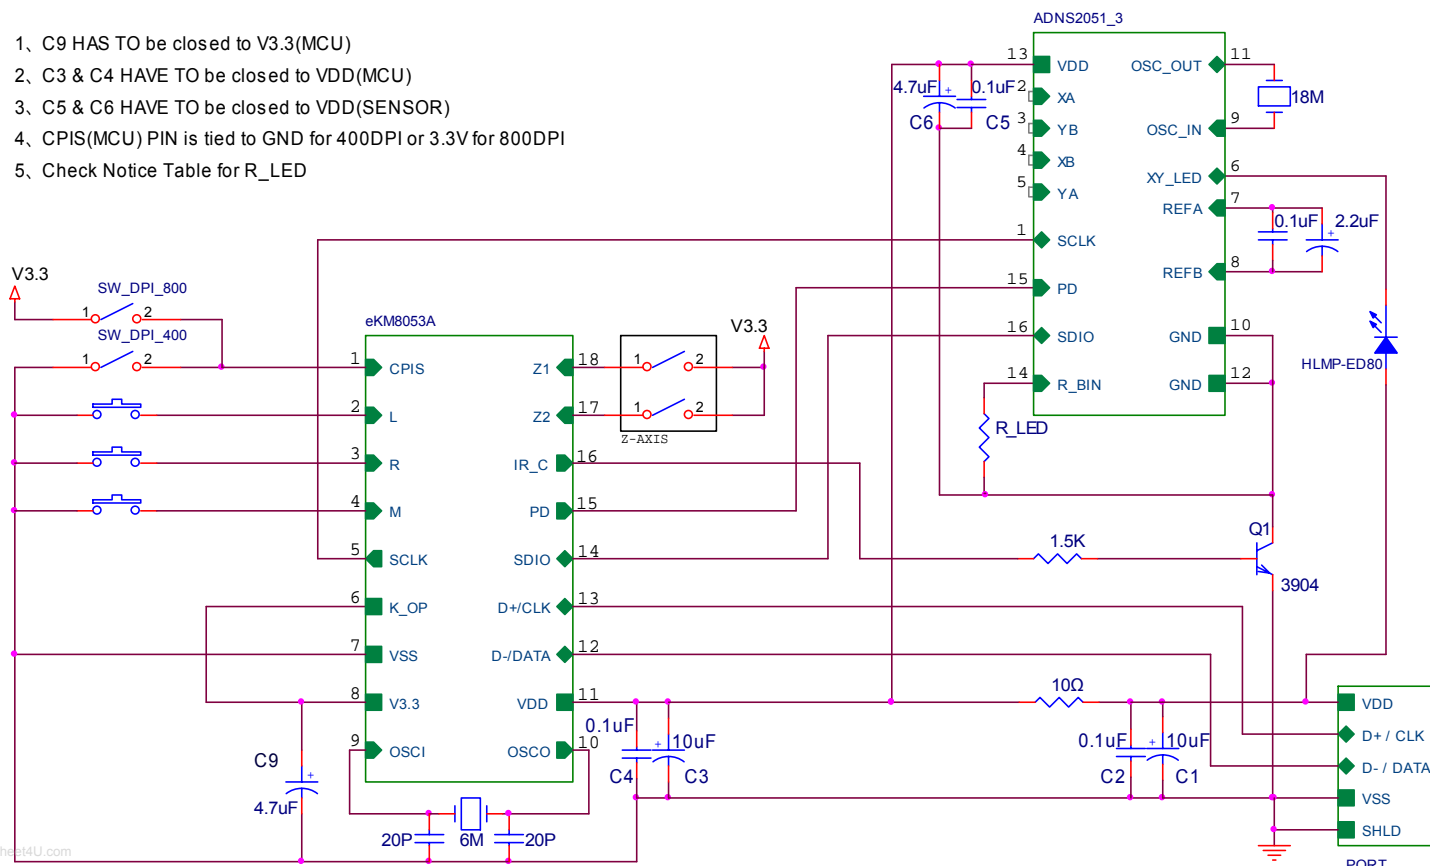 1、C9 HAS TO be closed to V3.3(MCU)
2、C3 & C4 HAVE TO be closed to VDD(MCU)
3、C5 & C6 HAVE TO be closed to VDD(SENSOR)
4、CPIS(MCU) PIN is tied to GND for 400DPI or 3.3V for 800DPI
5、Check Notice Table for R_LED
ADNS2051_3
13 VDD OSC_OUT 11
2 XA
3 YB OSC_IN 9
4 XB
5 YA XY_LED 6
REFA 7
1 SCLK
REFB 8
15 PD
16 SDIO GND 10
14 R_BIN GND 12
4.7uF + 0.1uF
C6 C5
18M
0.1uF + 2.2uF
HLMP-ED80
R_LED
V3.3
SW_DPI_800
1 2
SW_DPI_400
1 2
eKM8053A
1 CPIS Z1 18
2 L Z2 17
3 R IR_C 16
4 M PD 15
5 SCLK SDIO 14
6 K_OP D+/CLK 13
7 VSS D-/DATA 12
8 V3.3 VDD 11
9 OSCI OSCO 10
V3.3
1 2
1 2
Z-AXIS
1.5K
Q1
3904
10Ω
0.1uF + 10uF
C4 C3
0.1uF + 10uF
C2 C1
C9 +
4.7uF
20P 6M 20P
VDD
D+ / CLK
D- / DATA
VSS
SHLD
PORT
heet4U.com